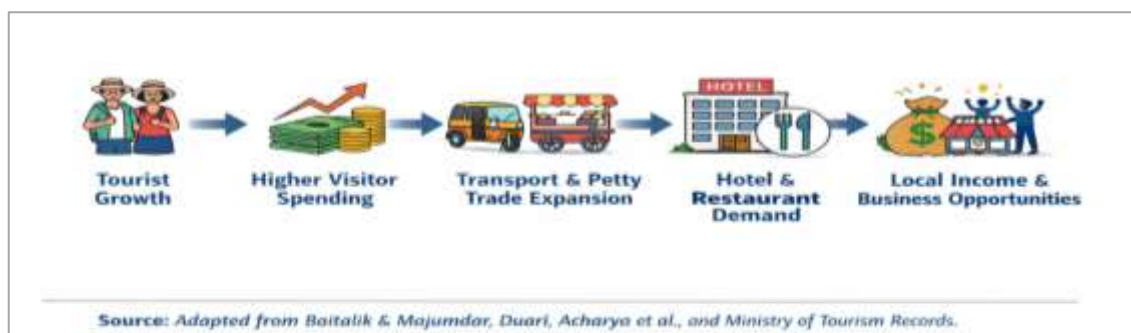 HOTEL
$
Tourist
Growth
Higher Visitor
Spending
Transport & Petty
Trade Expansion
Hotel &
Restaurant
Demand
Local Income &
Business Opportunities
Source: Adapted from Baitalik & Majumdar, Duari, Acharya et al., and Ministry of Tourism Records.